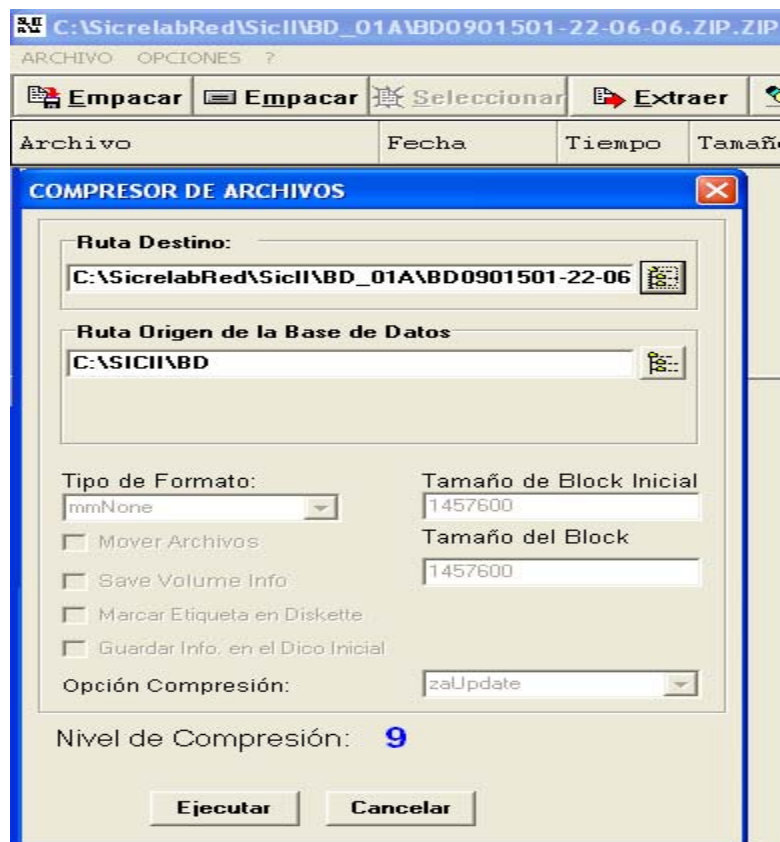 C:\SicrelabRed\SicII\BD_01A\BD0901501-22-06-06.ZIP.ZIP
ARCHIVO OPCIONES ?
Empacar Empacar Seleccionar Extraer
Archivo Fecha Tiempo Tamaño
COMPRESOR DE ARCHIVOS
Ruta Destino:
C:\SicrelabRed\SicII\BD_01A\BD0901501-22-06
Ruta Origen de la Base de Datos
C:\SICII\BD
Tipo de Formato: Tamaño de Block Inicial
mmNone 1457600
Mover Archivos Tamaño del Block
Save Volume Info 1457600
Marcar Etiqueta en Diskette
Guardar Info. en el Dico Inicial
Opción Compresión: zaUpdate
Nivel de Compresión: 9
Ejecutar Cancelar